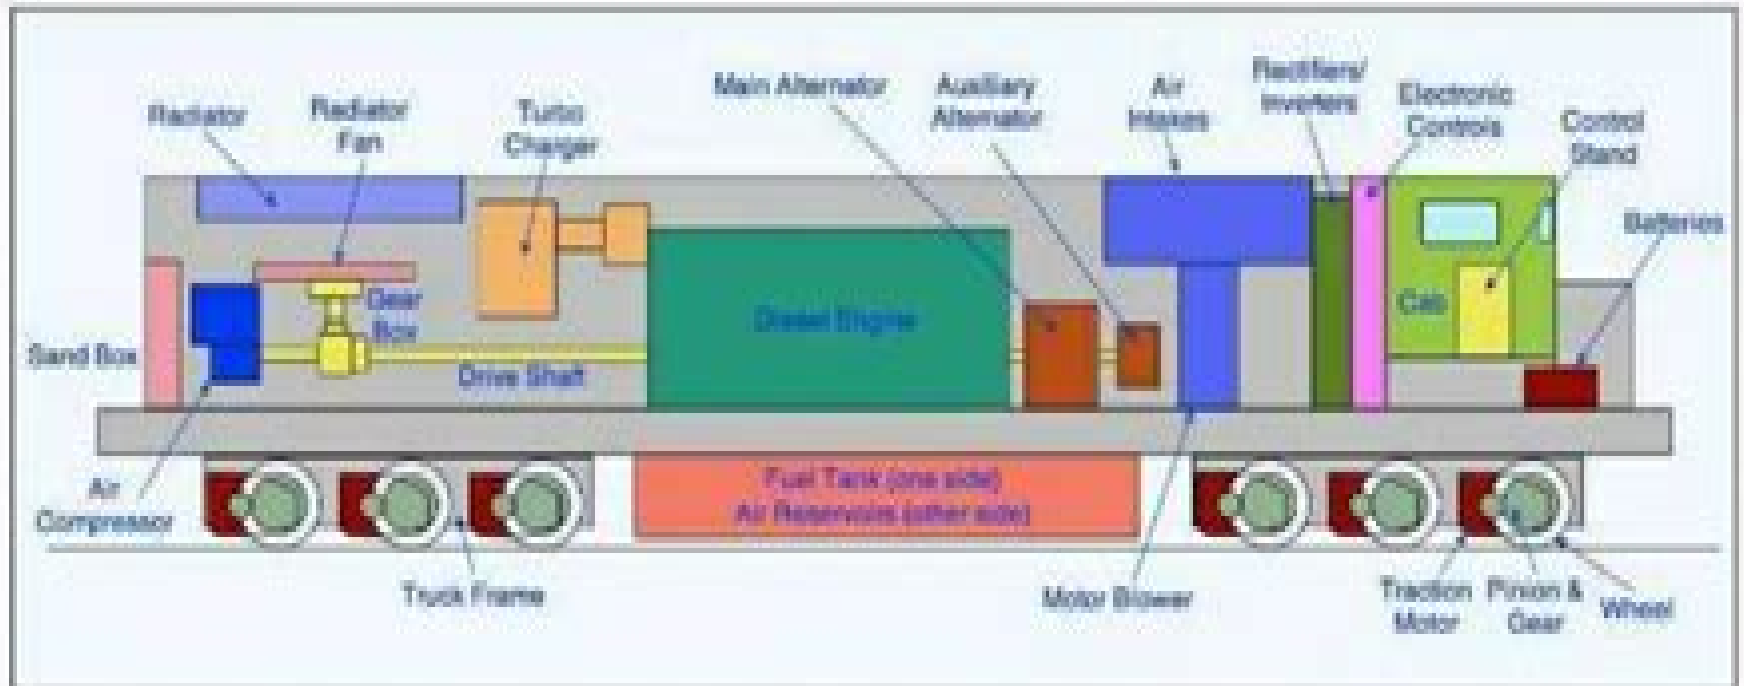 Radiator
Radiator
Fan
Turbo
Charger
Main Alternator
Auxiliary
Alternator
Air
Intakes
Rectifiers/
Inverters
Electronic
Controls
Control
Stand
Batteries
Gear
Box
Diesel Engine
Cab
Sand Box
Drive Shaft
Air
Compressor
Fuel Tank (one side)
Air Reservoirs (other side)
Truck Frame
Motor Blower
Traction
Motor
Pinion &
Gear
Wheel